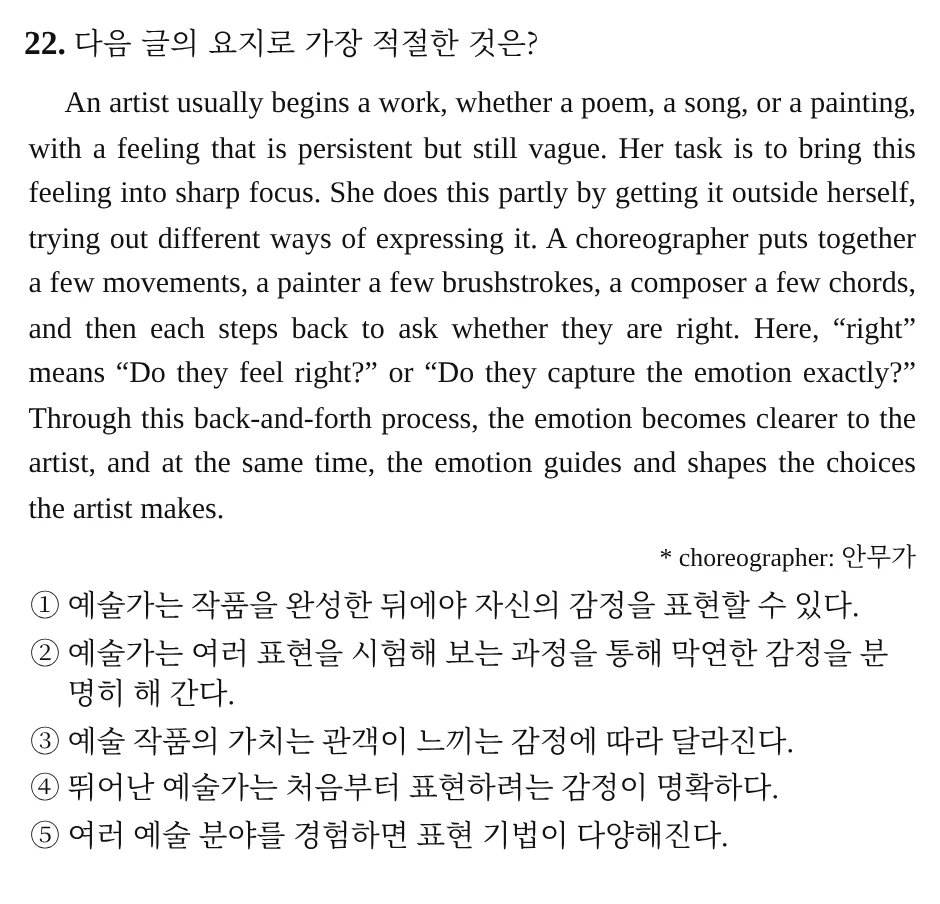 22. 다음 글의 요지로 가장 적절한 것은?
An artist usually begins a work, whether a poem, a song, or a painting,
with a feeling that is persistent but still vague. Her task is to bring this
feeling into sharp focus. She does this partly by getting it outside herself,
trying out different ways of expressing it. A choreographer puts together
a few movements, a painter a few brushstrokes, a composer a few chords,
and then each steps back to ask whether they are right. Here, “right”
means “Do they feel right?” or “Do they capture the emotion exactly?”
Through this back-and-forth process, the emotion becomes clearer to the
artist, and at the same time, the emotion guides and shapes the choices
the artist makes.
* choreographer: 안무가
① 예술가는 작품을 완성한 뒤에야 자신의 감정을 표현할 수 있다.
② 예술가는 여러 표현을 시험해 보는 과정을 통해 막연한 감정을 분
명히 해 간다.
③ 예술 작품의 가치는 관객이 느끼는 감정에 따라 달라진다.
④ 뛰어난 예술가는 처음부터 표현하려는 감정이 명확하다.
⑤ 여러 예술 분야를 경험하면 표현 기법이 다양해진다.